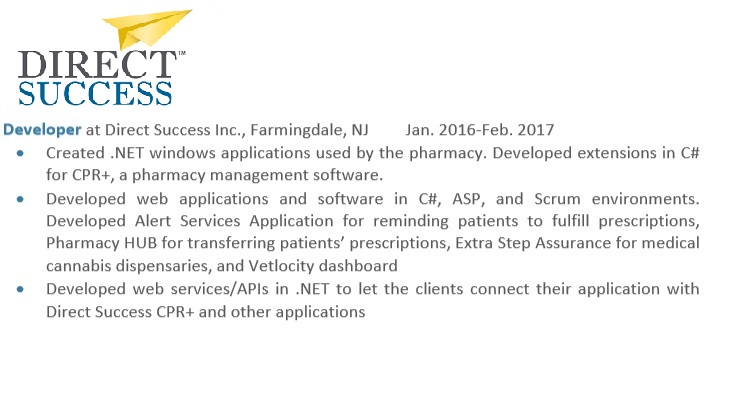 DIRECT™
SUCCESS
Developer at Direct Success Inc., Farmingdale, NJ Jan. 2016-Feb. 2017
• Created .NET windows applications used by the pharmacy. Developed extensions in C#
for CPR+, a pharmacy management software.
• Developed web applications and software in C#, ASP, and Scrum environments.
Developed Alert Services Application for reminding patients to fulfill prescriptions,
Pharmacy HUB for transferring patients’ prescriptions, Extra Step Assurance for medical
cannabis dispensaries, and Vetlocity dashboard
• Developed web services/APIs in .NET to let the clients connect their application with
Direct Success CPR+ and other applications